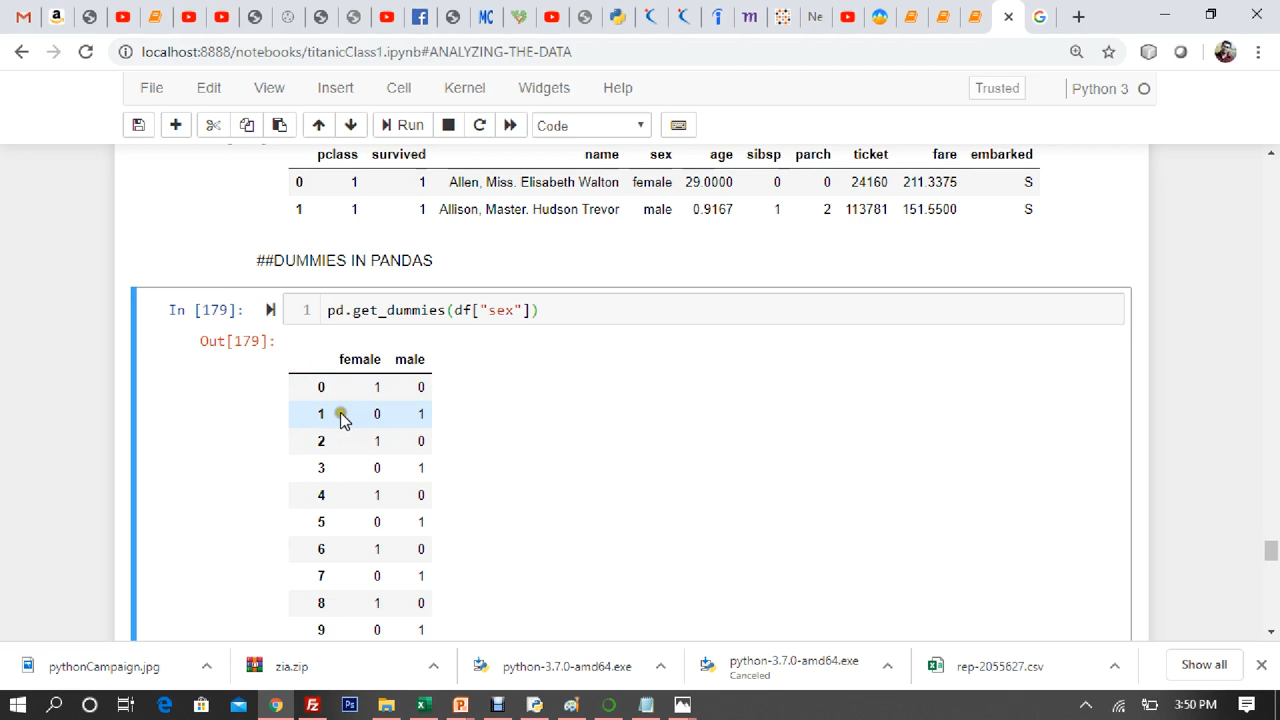 Ne
localhost:8888/notebooks/titanicClass1.ipynb#ANALYZING-THE-DATA
File Edit View Insert Cell Kernel Widgets Help Trusted Python 3
Run Code
pclass survived name sex age sibsp parch ticket fare embarked
0 1 1 Allen, Miss. Elisabeth Walton female 29.0000 0 0 24160 211.3375 S
1 1 1 Allison, Master. Hudson Trevor male 0.9167 1 2 113781 151.5500 S
##DUMMIES IN PANDAS
In [179]: 1 pd.get_dummies(df["sex"])
Out[179]:
female male
0 1 0
1 0 1
2 1 0
3 0 1
4 1 0
5 0 1
6 1 0
7 0 1
8 1 0
9 0 1
pythonCampaign.jpg zia.zip python-3.7.0-amd64.exe python-3.7.0-amd64.exe rep-2055627.csv Show all
Canceled
3:50 PM